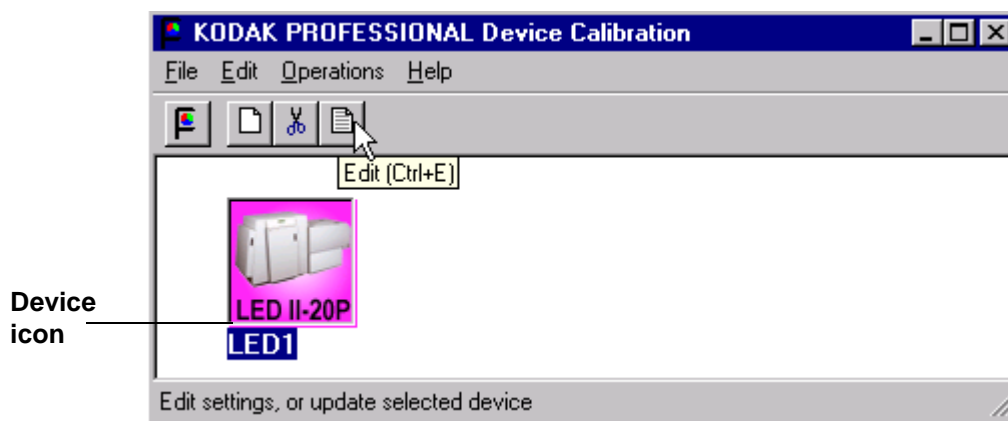 KODAK PROFESSIONAL Device Calibration
File Edit Operations Help
Edit (Ctrl+E)
LED II-20P
LED1
Device
icon
Edit settings, or update selected device